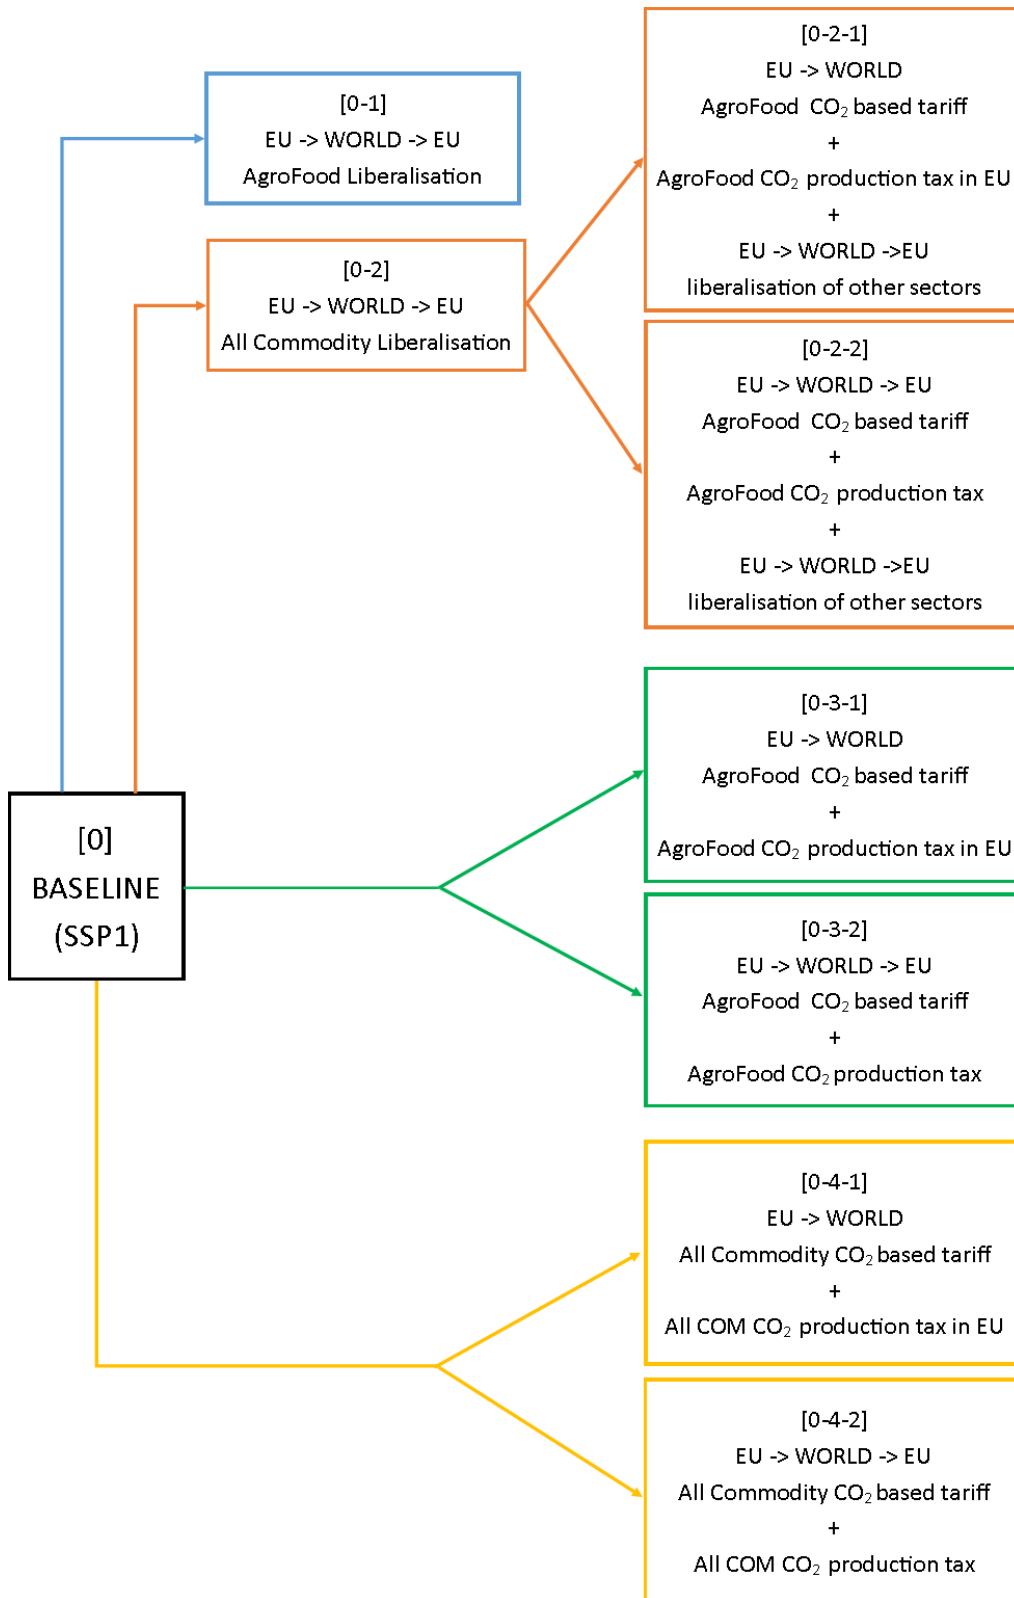 [0-1]
EU -> WORLD -> EU
AgroFood Liberalisation
[0-2]
EU -> WORLD -> EU
All Commodity Liberalisation
[0-2-1]
EU -> WORLD
AgroFood CO₂ based tariff
+
AgroFood CO₂ production tax in EU
+
EU -> WORLD ->EU
liberalisation of other sectors
[0-2-2]
EU -> WORLD -> EU
AgroFood CO₂ based tariff
+
AgroFood CO₂ production tax
+
EU -> WORLD ->EU
liberalisation of other sectors
[0]
BASELINE
(SSP1)
[0-3-1]
EU -> WORLD
AgroFood CO₂ based tariff
+
AgroFood CO₂ production tax in EU
[0-3-2]
EU -> WORLD -> EU
AgroFood CO₂ based tariff
+
AgroFood CO₂ production tax
[0-4-1]
EU -> WORLD
All Commodity CO₂ based tariff
+
All COM CO₂ production tax in EU
[0-4-2]
EU -> WORLD -> EU
All Commodity CO₂ based tariff
+
All COM CO₂ production tax